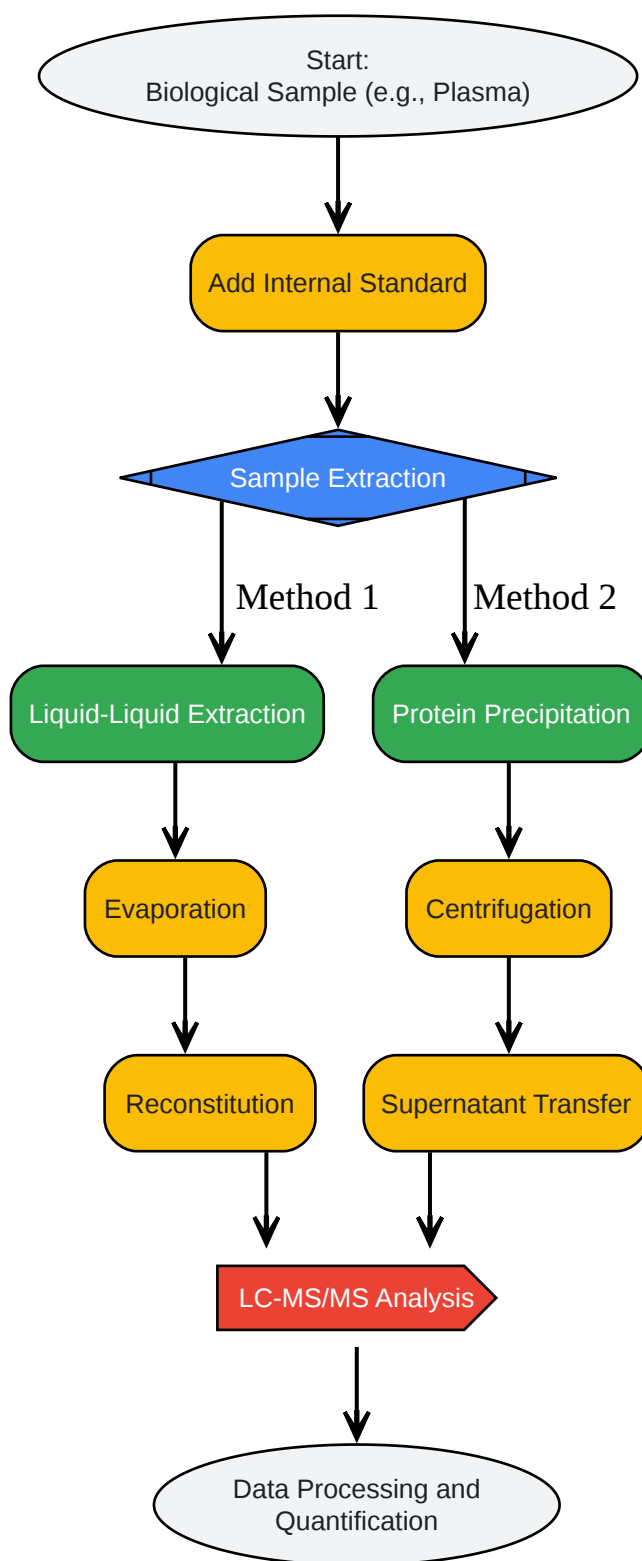 Start:
Biological Sample (e.g., Plasma)
Add Internal Standard
Sample Extraction
Method 1
Method 2
Liquid-Liquid Extraction
Protein Precipitation
Evaporation
Centrifugation
Reconstitution
Supernatant Transfer
LC-MS/MS Analysis
Data Processing and
Quantification